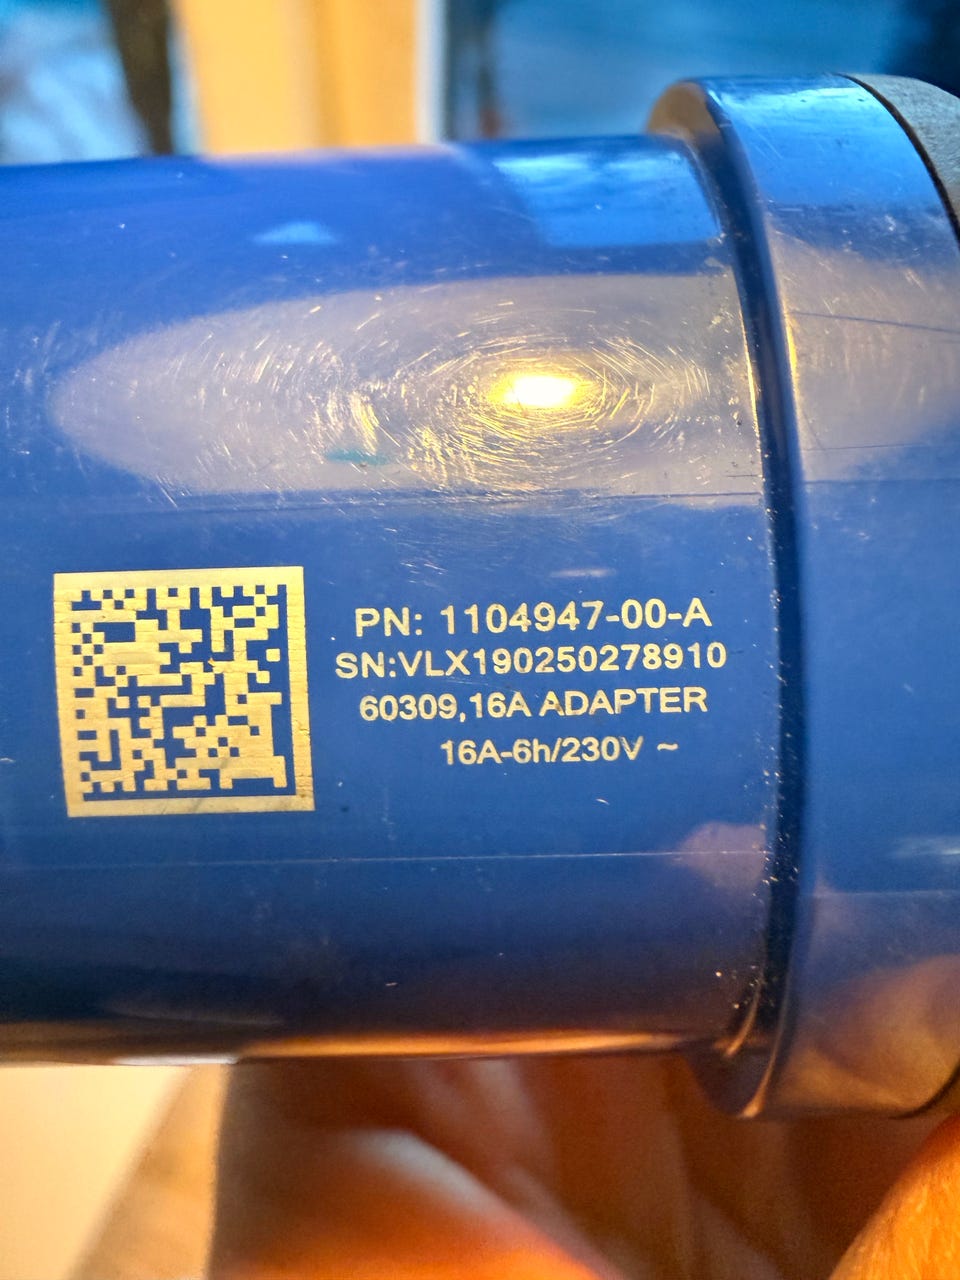 PN: 1104947-00-A
SN:VLX190250278910
60309,16A ADAPTER
16A-6h/230V ~